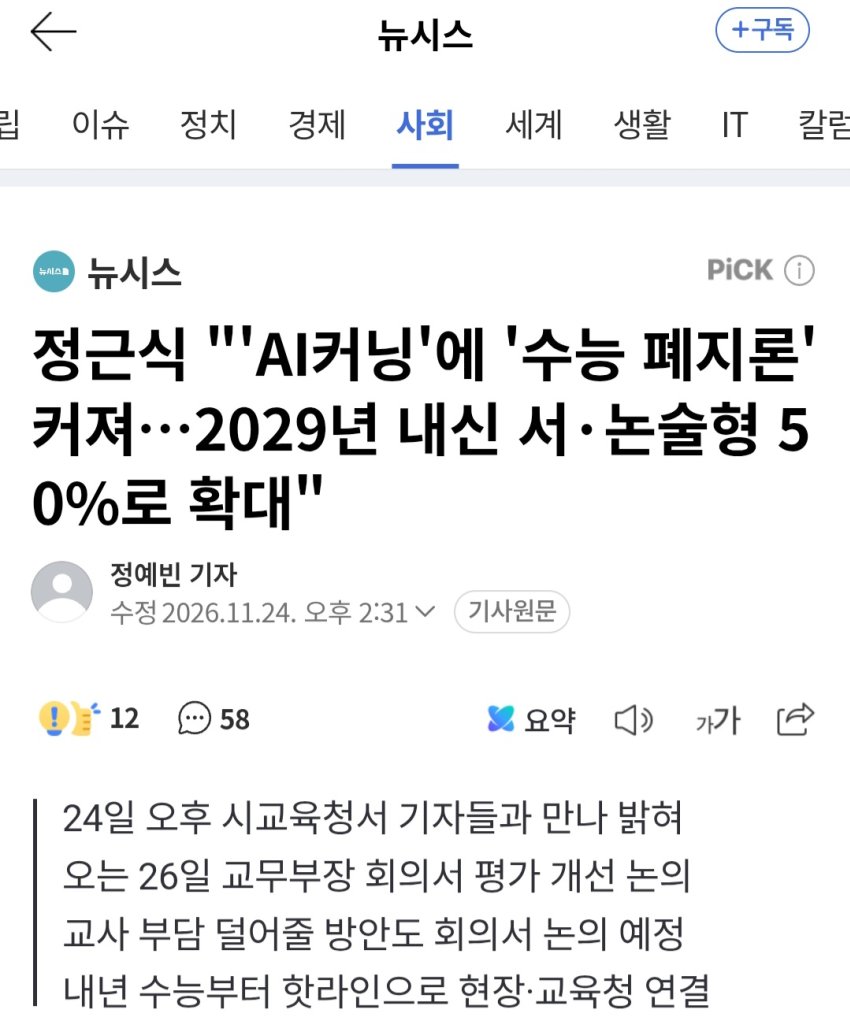 뉴시스
+구독
립 이슈 정치 경제 사회 세계 생활 IT 칼럼
뉴시스
PiCK
정근식 "'AI커닝'에 '수능 폐지론'
커져…2029년 내신 서·논술형 5
0%로 확대"
정예빈 기자
수정 2026.11.24. 오후 2:31
기사원문
12
58
요약
가가
24일 오후 시교육청서 기자들과 만나 밝혀
오는 26일 교무부장 회의서 평가 개선 논의
교사 부담 덜어줄 방안도 회의서 논의 예정
내년 수능부터 핫라인으로 현장·교육청 연결